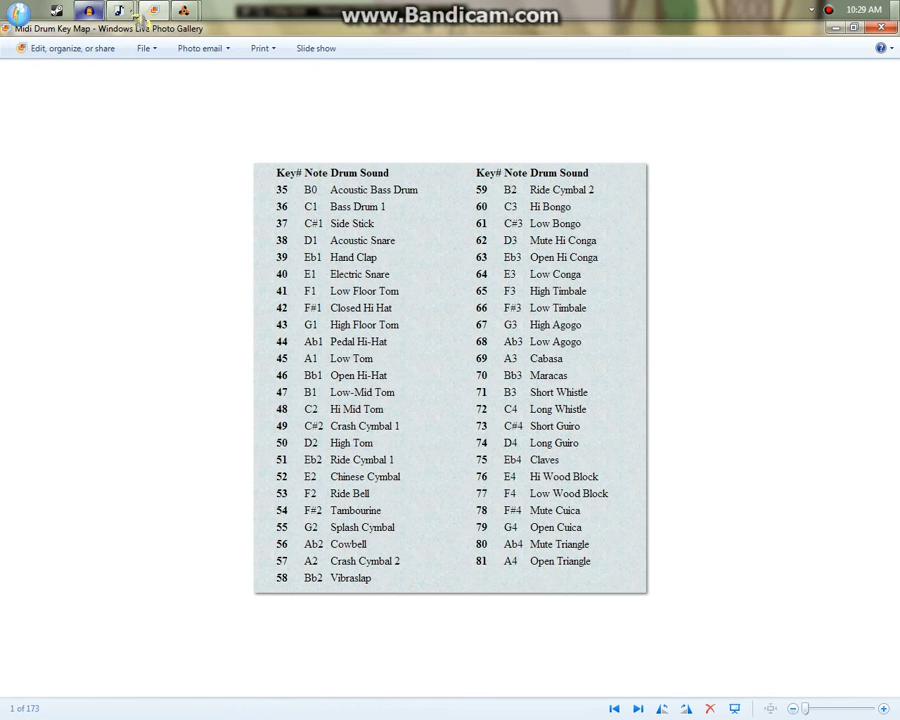 www.Bandicam.com
10:29 AM
Midi Drum Key Map - Windows Live Photo Gallery
Edit, organize, or share File Photo email Print Slide show
Key# Note Drum Sound
35 B0 Acoustic Bass Drum
36 C1 Bass Drum 1
37 C#1 Side Stick
38 D1 Acoustic Snare
39 Eb1 Hand Clap
40 E1 Electric Snare
41 F1 Low Floor Tom
42 F#1 Closed Hi Hat
43 G1 High Floor Tom
44 Ab1 Pedal Hi-Hat
45 A1 Low Tom
46 Bb1 Open Hi-Hat
47 B1 Low-Mid Tom
48 C2 Hi Mid Tom
49 C#2 Crash Cymbal 1
50 D2 High Tom
51 Eb2 Ride Cymbal 1
52 E2 Chinese Cymbal
53 F2 Ride Bell
54 F#2 Tambourine
55 G2 Splash Cymbal
56 Ab2 Cowbell
57 A2 Crash Cymbal 2
58 Bb2 Vibraslap
Key# Note Drum Sound
59 B2 Ride Cymbal 2
60 C3 Hi Bongo
61 C#3 Low Bongo
62 D3 Mute Hi Conga
63 Eb3 Open Hi Conga
64 E3 Low Conga
65 F3 High Timbale
66 F#3 Low Timbale
67 G3 High Agogo
68 Ab3 Low Agogo
69 A3 Cabasa
70 Bb3 Maracas
71 B3 Short Whistle
72 C4 Long Whistle
73 C#4 Short Guiro
74 D4 Long Guiro
75 Eb4 Claves
76 E4 Hi Wood Block
77 F4 Low Wood Block
78 F#4 Mute Cuica
79 G4 Open Cuica
80 Ab4 Mute Triangle
81 A4 Open Triangle
1 of 173